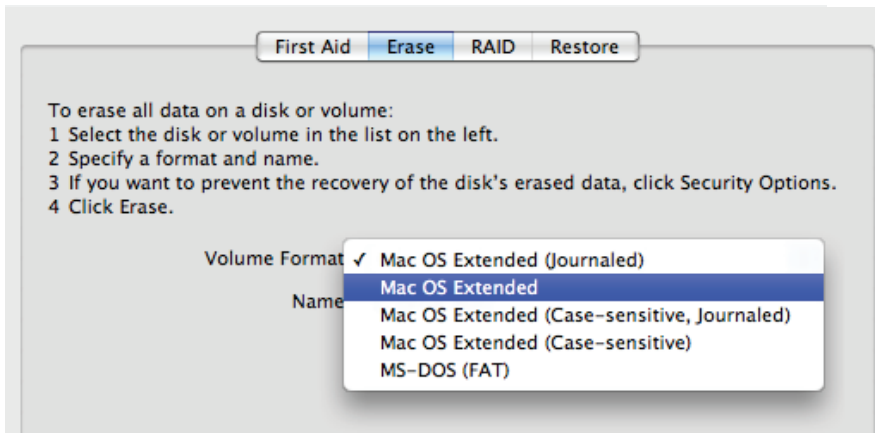 First Aid Erase RAID Restore
To erase all data on a disk or volume:
1 Select the disk or volume in the list on the left.
2 Specify a format and name.
3 If you want to prevent the recovery of the disk's erased data, click Security Options.
4 Click Erase.
Volume Format ✓ Mac OS Extended (Journaled)
Mac OS Extended
Name
Mac OS Extended (Case-sensitive, Journaled)
Mac OS Extended (Case-sensitive)
MS-DOS (FAT)